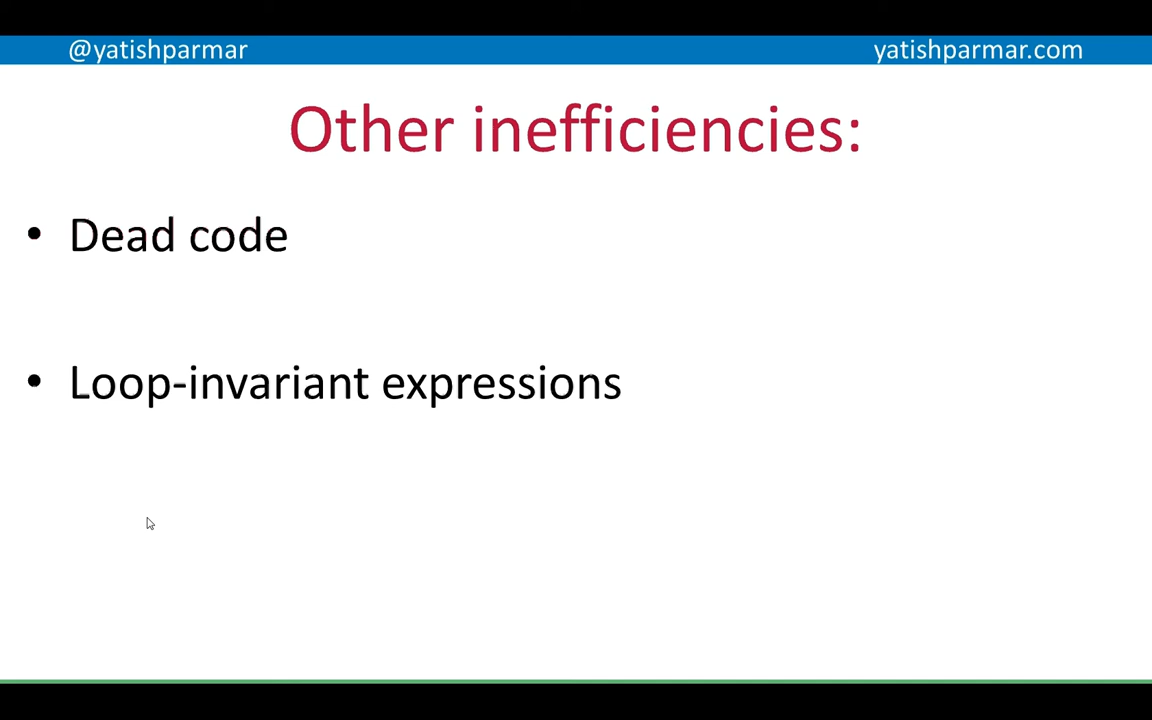 @yatishparmar yatishparmar.com
Other inefficiencies:
• Dead code
• Loop-invariant expressions